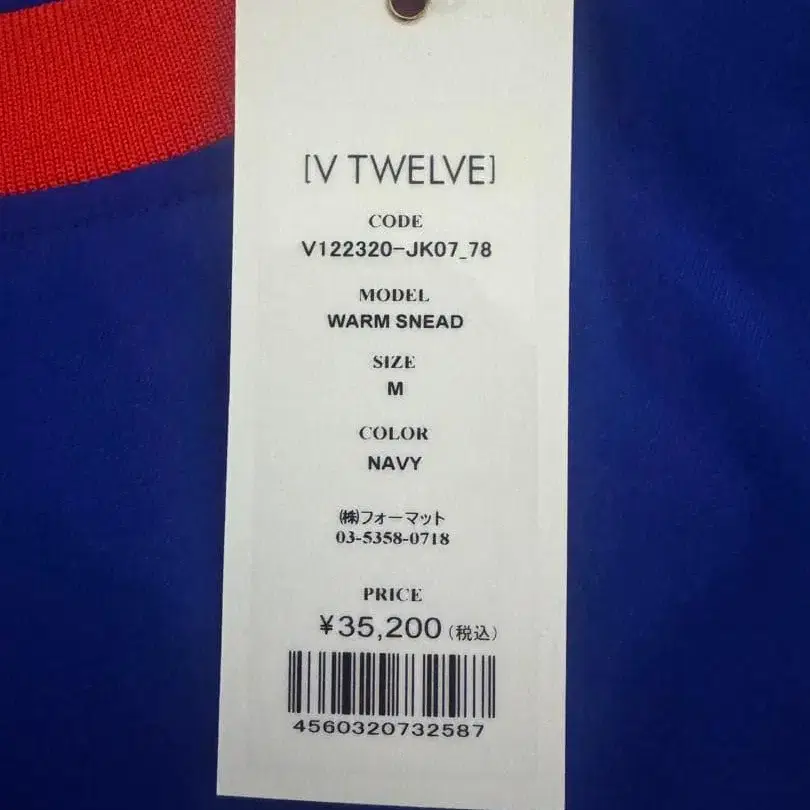 [V TWELVE]
CODE
V122320-JK07_78
MODEL
WARM SNEAD
SIZE
M
COLOR
NAVY
㈱フォーマット
03-5358-0718
PRICE
¥35,200(税込)
4560320732587